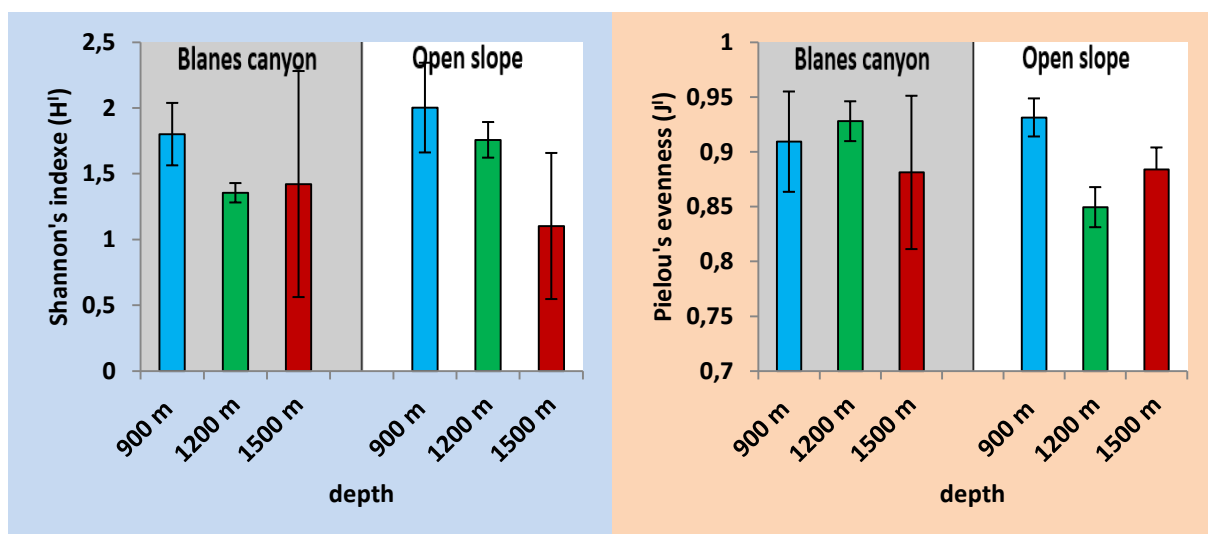 Shannon's indexe (H')
2,5
2
1,5
1
0,5
0
Blanes canyon
Open slope
900 m
1200 m
1500 m
900 m
1200 m
1500 m
depth
Pielou's evenness (J')
1
0,95
0,9
0,85
0,8
0,75
0,7
Blanes canyon
Open slope
900 m
1200 m
1500 m
900 m
1200 m
1500 m
depth